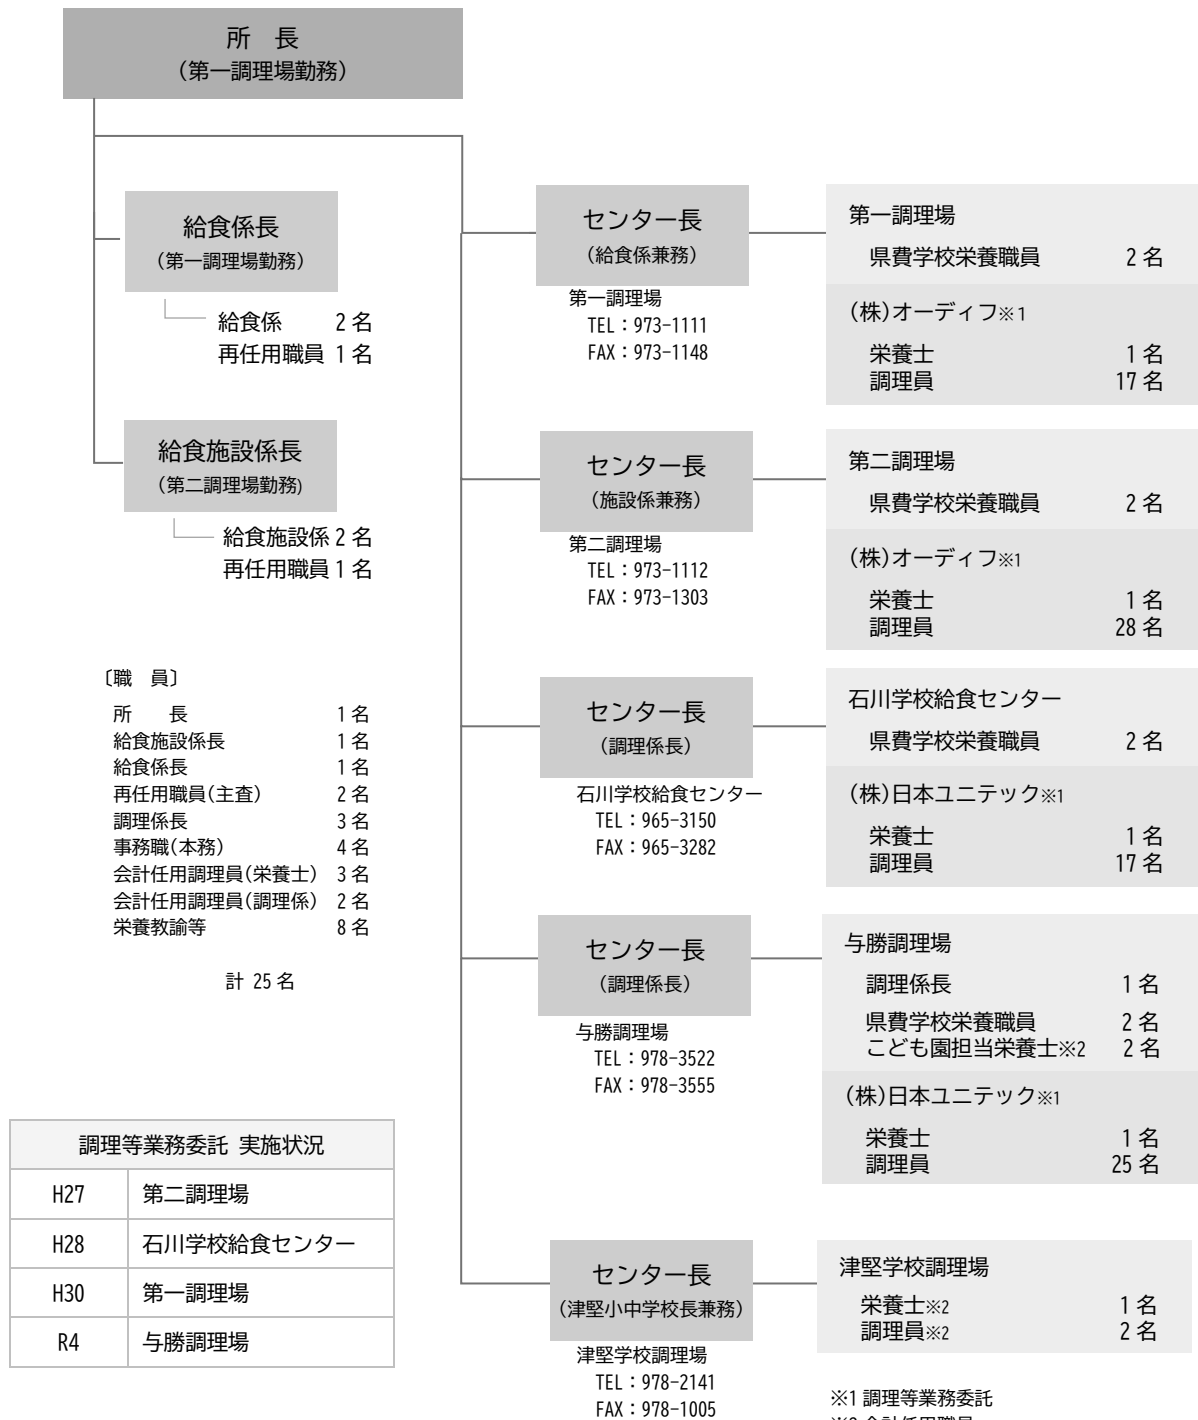 所　長
(第一調理場勤務)
給食係長
(第一調理場勤務)
給食係 2名
再任用職員 1名
給食施設係長
(第二調理場勤務)
給食施設係 2名
再任用職員 1名
〔職　員〕
所　　長 1名
給食施設係長 1名
給食係長 1名
再任用職員(主査) 2名
調理係長 3名
事務職(本務) 4名
会計任用調理員(栄養士) 3名
会計任用調理員(調理係) 2名
栄養教諭等 8名
計 25名
調理等業務委託 実施状況
H27 第二調理場
H28 石川学校給食センター
H30 第一調理場
R4 与勝調理場
センター長
(給食係兼務)
第一調理場
TEL：973-1111
FAX：973-1148
第一調理場
県費学校栄養職員 2名
(株)オーディフ※1
栄養士 1名
調理員 17名
センター長
(施設係兼務)
第二調理場
TEL：973-1112
FAX：973-1303
第二調理場
県費学校栄養職員 2名
(株)オーディフ※1
栄養士 1名
調理員 28名
センター長
(調理係長)
石川学校給食センター
TEL：965-3150
FAX：965-3282
石川学校給食センター
県費学校栄養職員 2名
(株)日本ユニテック※1
栄養士 1名
調理員 17名
センター長
(調理係長)
与勝調理場
TEL：978-3522
FAX：978-3555
与勝調理場
調理係長 1名
県費学校栄養職員 2名
こども園担当栄養士※2 2名
(株)日本ユニテック※1
栄養士 1名
調理員 25名
センター長
(津堅小中学校長兼務)
津堅学校調理場
TEL：978-2141
FAX：978-1005
津堅学校調理場
栄養士※2 1名
調理員※2 2名
※1 調理等業務委託